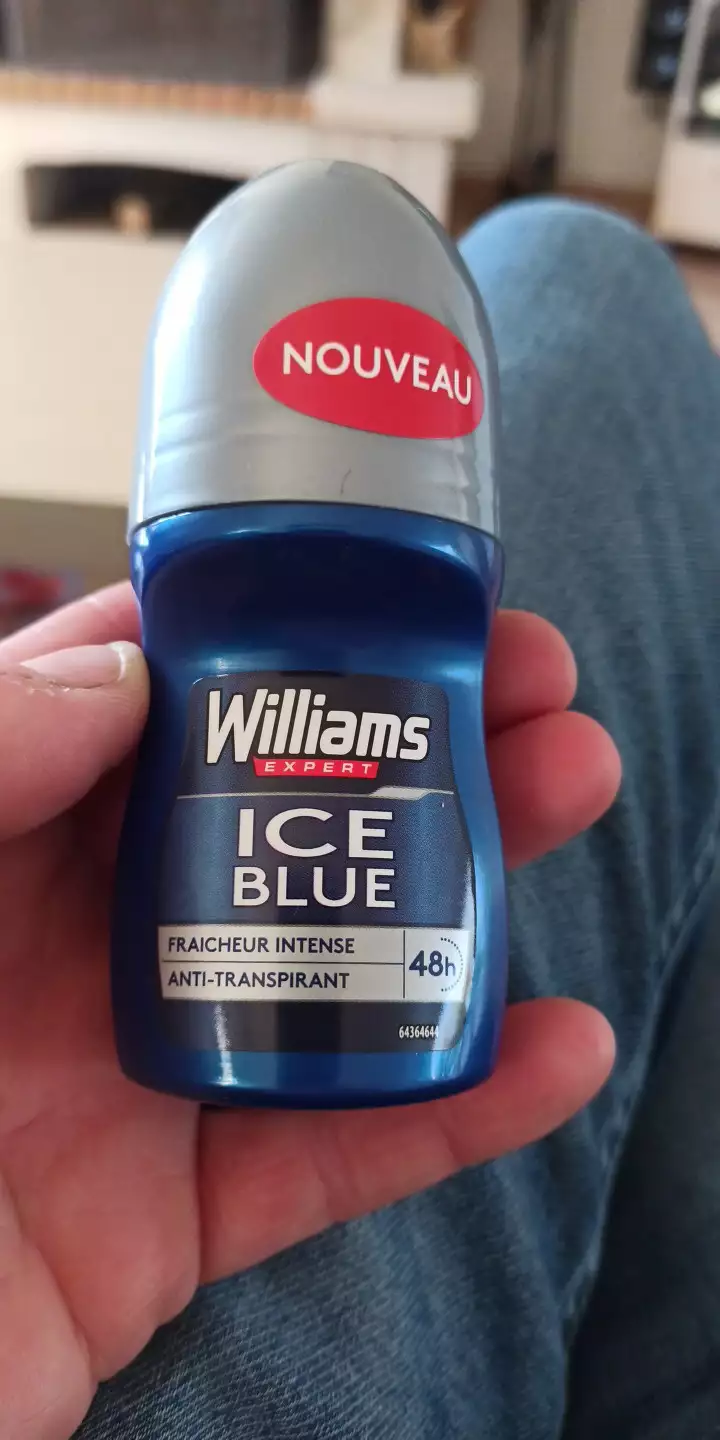 NOUVEAU
Williams
EXPERT
ICE
BLUE
FRAICHEUR INTENSE
ANTI-TRANSPIRANT
48h
64364644